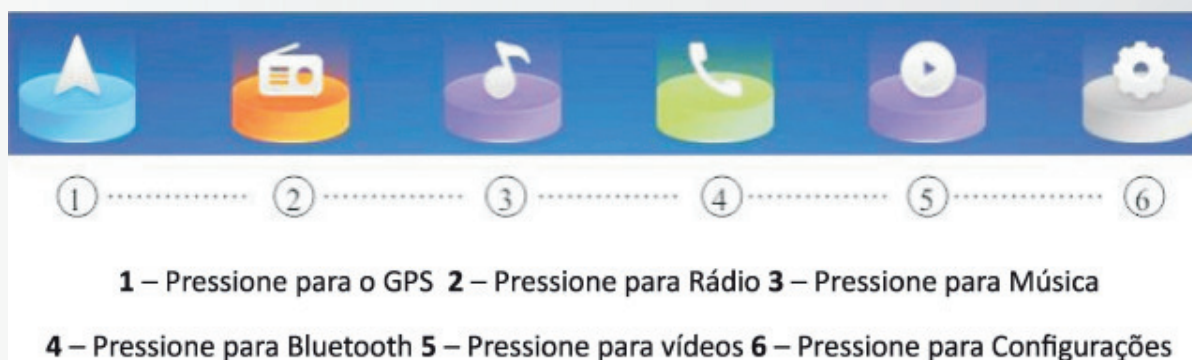 ① ② ③ ④ ⑤ ⑥
1 – Pressione para o GPS 2 – Pressione para Rádio 3 – Pressione para Música
4 – Pressione para Bluetooth 5 – Pressione para vídeos 6 – Pressione para Configurações